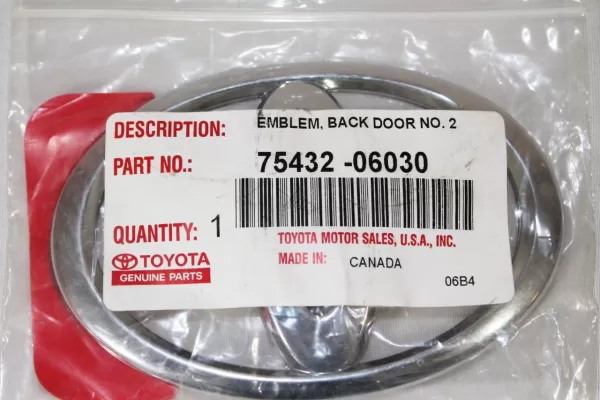 DESCRIPTION: EMBLEM, BACK DOOR NO. 2
PART NO.: 75432 -06030
QUANTITY: 1
TOYOTA MOTOR SALES, U.S.A., INC.
TOYOTA
GENUINE PARTS
MADE IN: CANADA
06B4